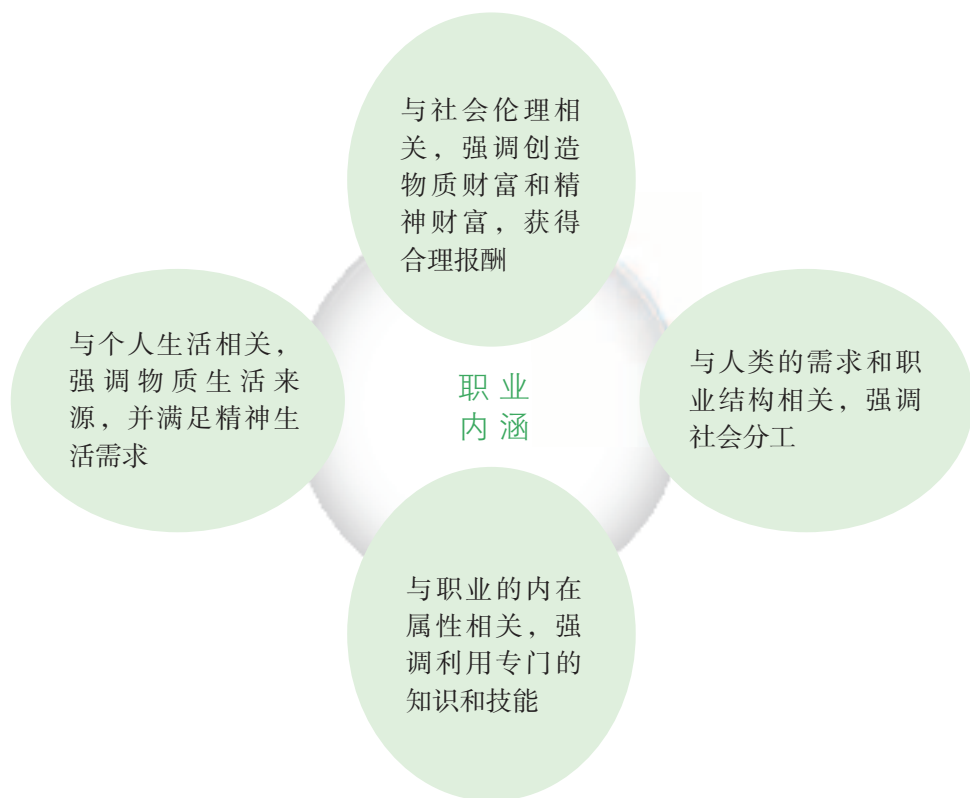 与社会伦理相
关，强调创造
物质财富和精
神财富，获得
合理报酬
与个人生活相关，
强调物质生活来
源，并满足精神生
活需求
职业
内涵
与人类的需求和职
业结构相关，强调
社会分工
与职业的内在
属性相关，强
调利用专门的
知识和技能